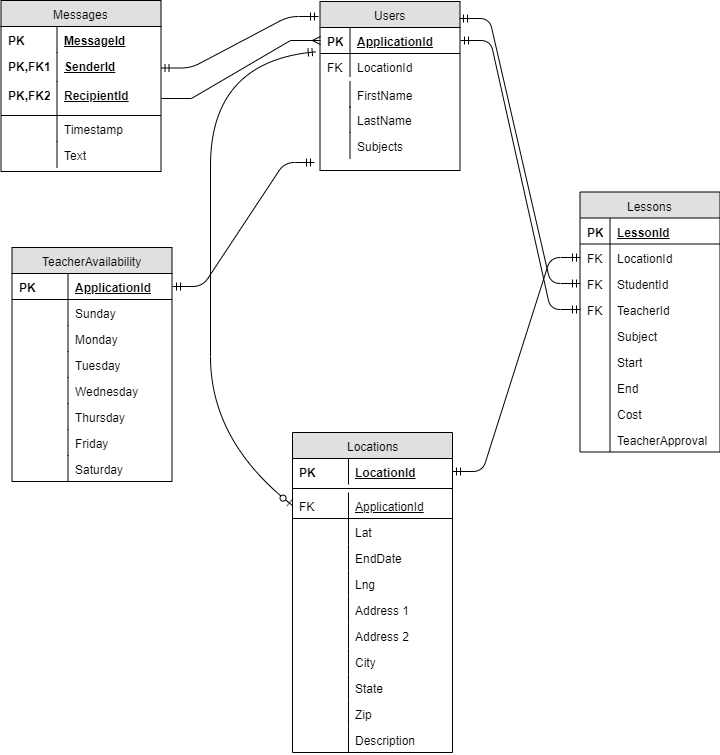 Messages
PK MessageId
PK,FK1 SenderId
PK,FK2 RecipientId
Timestamp
Text
Users
PK ApplicationId
FK LocationId
FirstName
LastName
Subjects
Lessons
PK LessonId
FK LocationId
FK StudentId
FK TeacherId
Subject
Start
End
Cost
TeacherApproval
TeacherAvailability
PK ApplicationId
Sunday
Monday
Tuesday
Wednesday
Thursday
Friday
Saturday
Locations
PK LocationId
FK ApplicationId
Lat
EndDate
Lng
Address 1
Address 2
City
State
Zip
Description